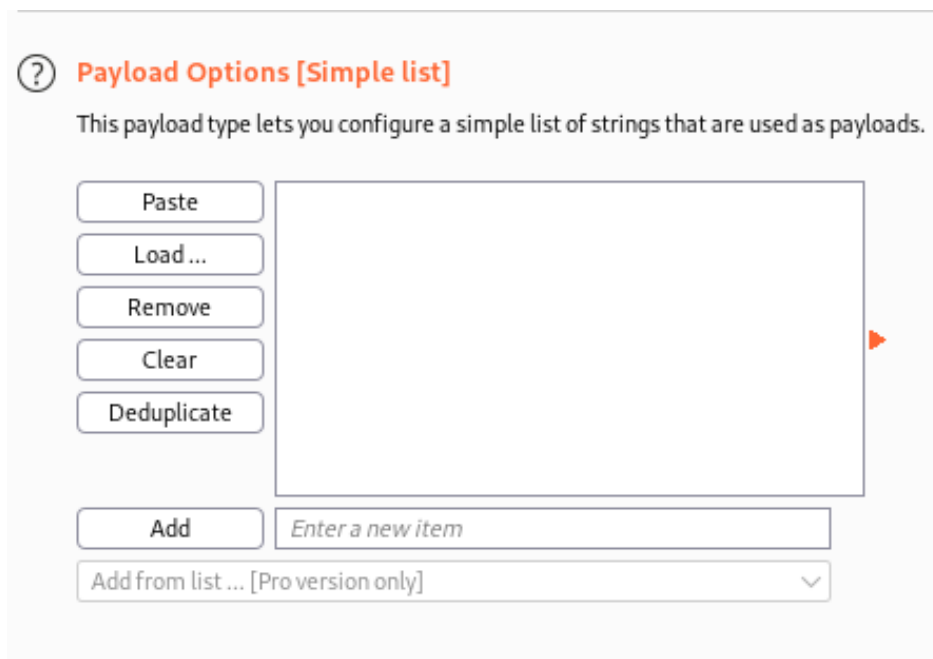 ? Payload Options [Simple list]
This payload type lets you configure a simple list of strings that are used as payloads.
Paste
Load ...
Remove
Clear
Deduplicate
Add Enter a new item
Add from list ... [Pro version only]